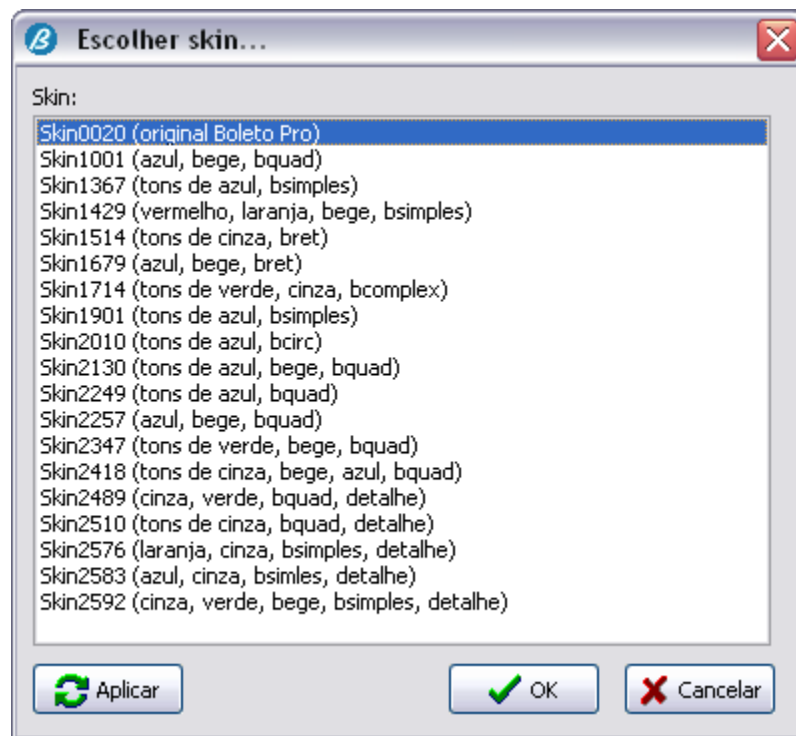 Escolher skin...
Skin:
Skin0020 (original Boleto Pro)
Skin1001 (azul, bege, bquad)
Skin1367 (tons de azul, bsimples)
Skin1429 (vermelho, laranja, bege, bsimples)
Skin1514 (tons de cinza, bret)
Skin1679 (azul, bege, bret)
Skin1714 (tons de verde, cinza, bcomplex)
Skin1901 (tons de azul, bsimples)
Skin2010 (tons de azul, bcirc)
Skin2130 (tons de azul, bege, bquad)
Skin2249 (tons de azul, bquad)
Skin2257 (azul, bege, bquad)
Skin2347 (tons de verde, bege, bquad)
Skin2418 (tons de cinza, bege, azul, bquad)
Skin2489 (cinza, verde, bquad, detalhe)
Skin2510 (tons de cinza, bquad, detalhe)
Skin2576 (laranja, cinza, bsimples, detalhe)
Skin2583 (azul, cinza, bsimles, detalhe)
Skin2592 (cinza, verde, bege, bsimples, detalhe)
Aplicar OK Cancelar